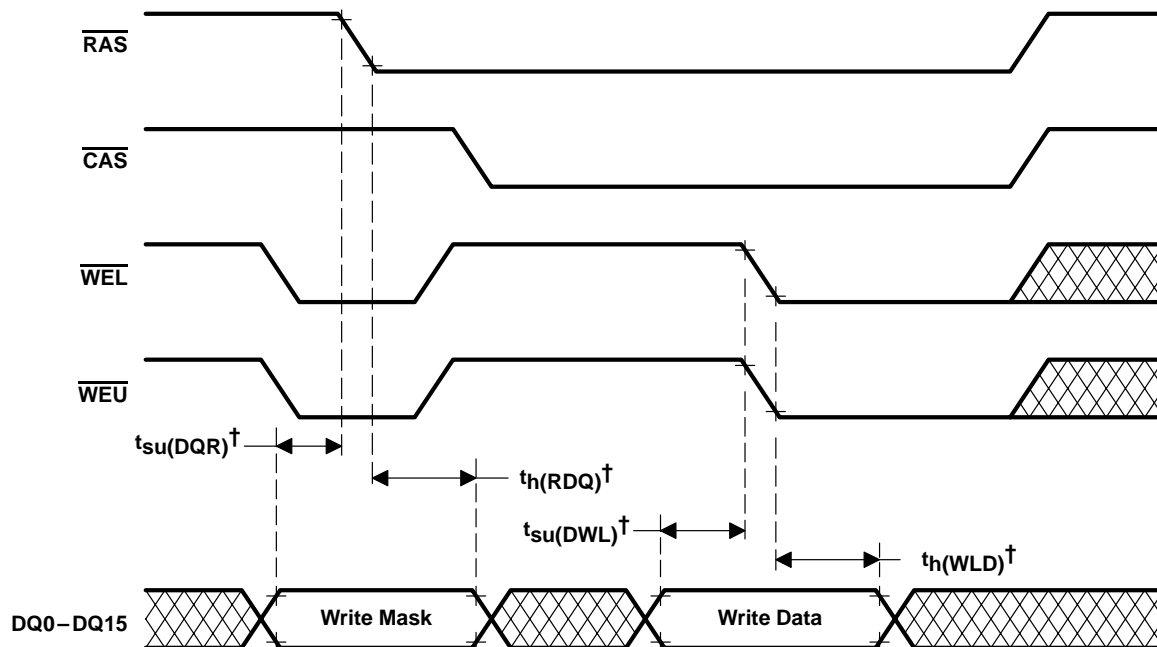 RAS
CAS
WEL
WEU
tsu(DQR)†
th(RDQ)†
tsu(DWL)†
th(WLD)†
DQ0–DQ15
Write Mask
Write Data